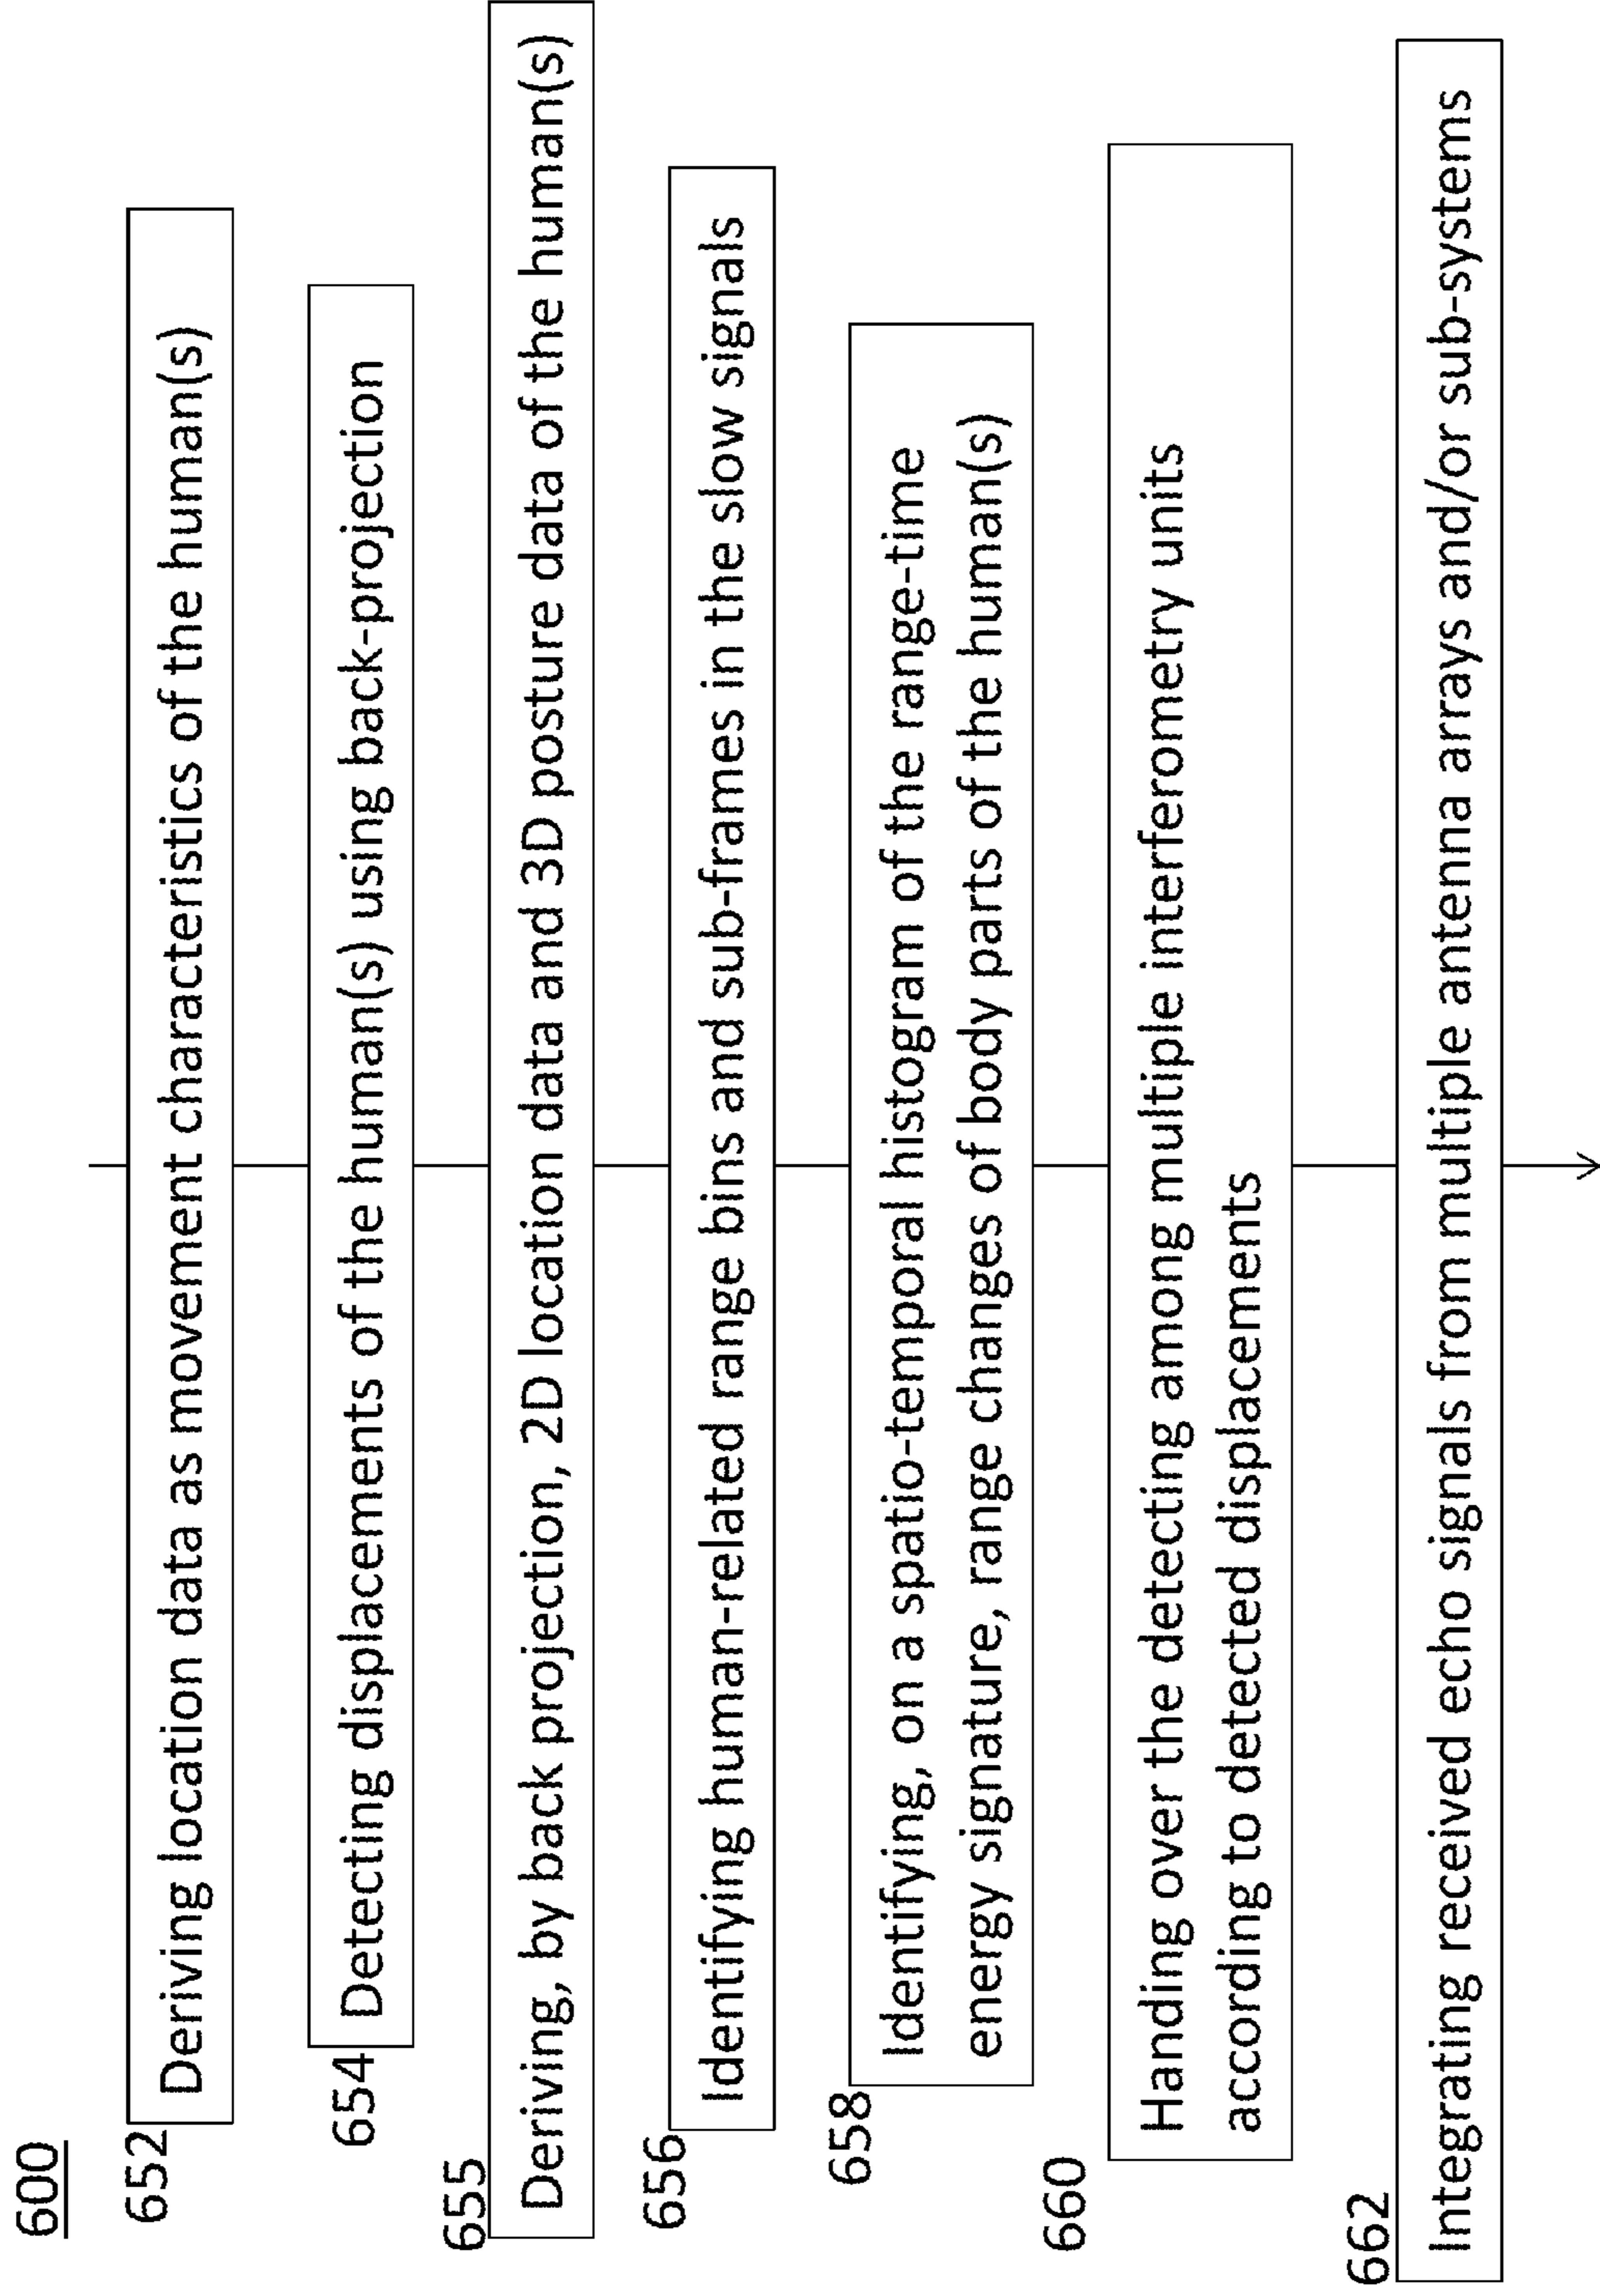 600
652
Deriving location data as movement characteristics of the human(s)
654
Detecting displacements of the human(s) using back-projection
655
Deriving, by back projection, 2D location data and 3D posture data of the human(s)
656
Identifying human-related range bins and sub-frames in the slow signals
658
Identifying, on a spatio-temporal histogram of the range-time
energy signature, range changes of body parts of the human(s)
660
Handing over the detecting among multiple interferometry units
according to detected displacements
662
Integrating received echo signals from multiple antenna arrays and/or sub-systems